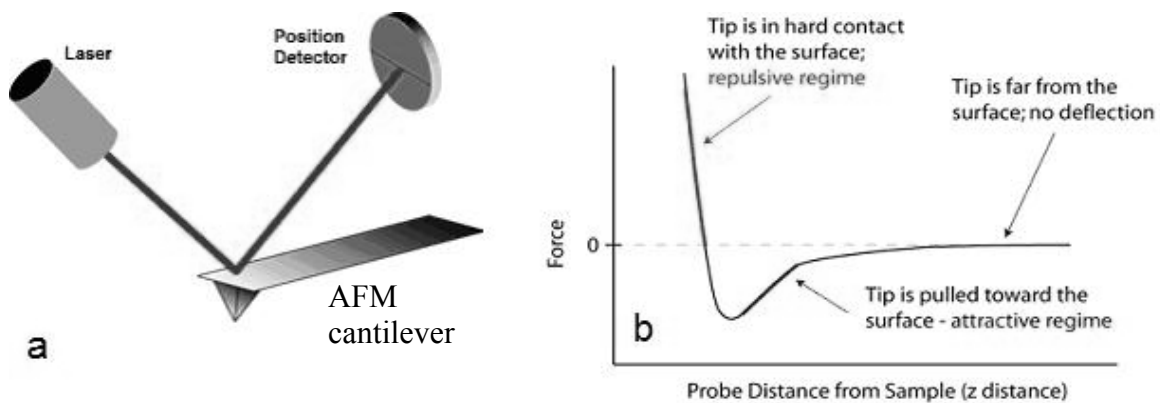 Laser
Position
Detector
AFM
cantilever
a
Tip is in hard contact
with the surface;
repulsive regime
Tip is far from the
surface; no deflection
Force
0
Tip is pulled toward the
surface - attractive regime
b
Probe Distance from Sample (z distance)